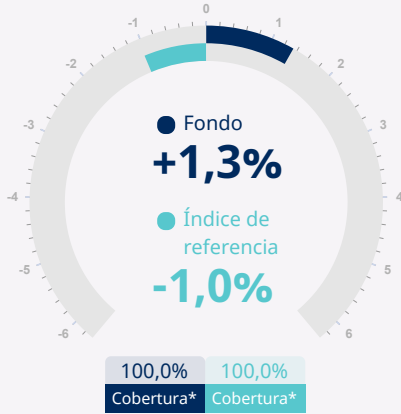 0
-1 1
-2 2
-3 3
-4 4
-5 5
-6 6
Fondo
+1,3%
Índice de
referencia
-1,0%
100,0% 100,0%
Cobertura* Cobertura*